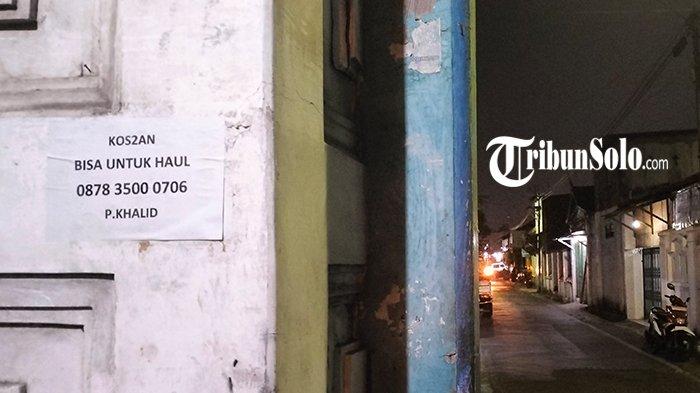 KOS2AN
BISA UNTUK HAUL
0878 3500 0706
P.KHALID
TribunSolo.com